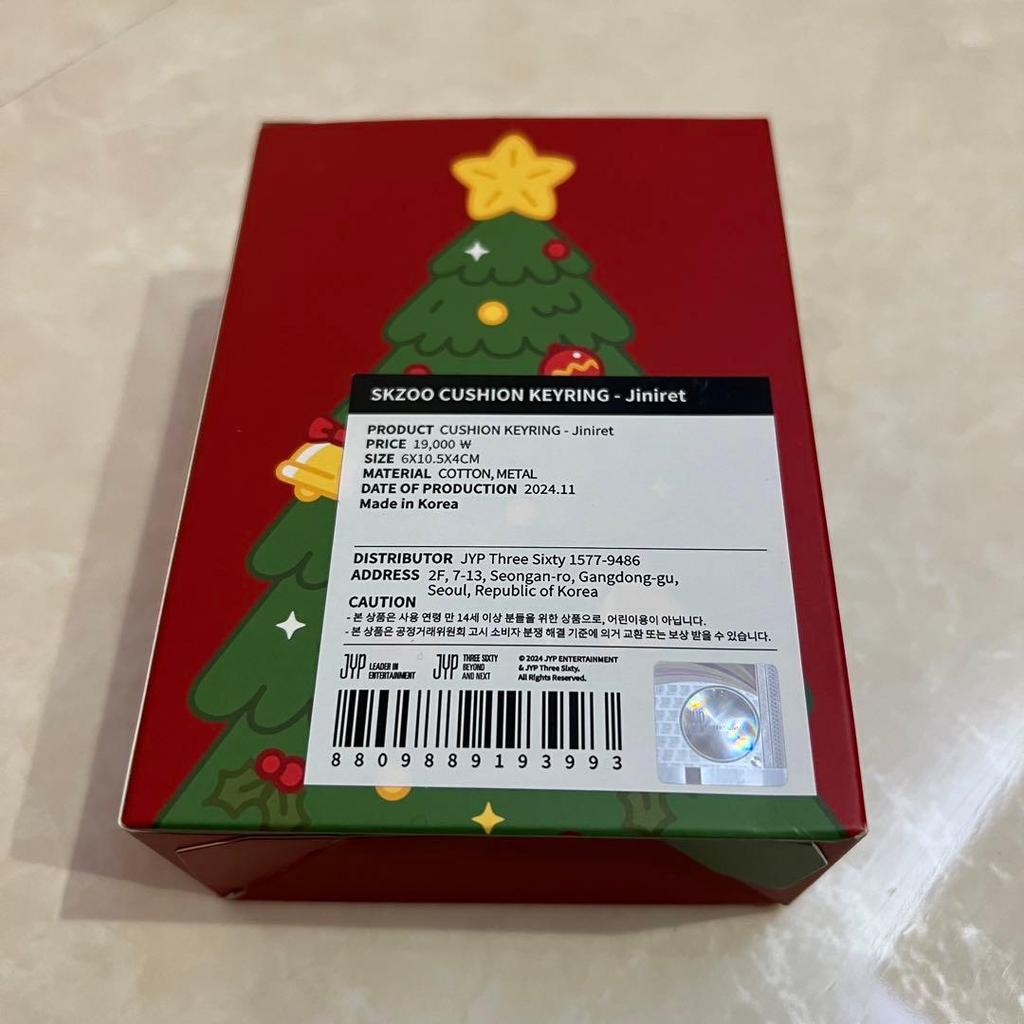 SKZOO CUSHION KEYRING - Jiniret
PRODUCT CUSHION KEYRING - Jiniret
PRICE 19,000 ₩
SIZE 6X10.5X4CM
MATERIAL COTTON, METAL
DATE OF PRODUCTION 2024.11
Made in Korea
DISTRIBUTOR JYP Three Sixty 1577-9486
ADDRESS 2F, 7-13, Seongan-ro, Gangdong-gu,
Seoul, Republic of Korea
CAUTION
- 본 상품은 사용 연령 만 14세 이상 분들을 위한 상품으로, 어린이용이 아닙니다.
- 본 상품은 공정거래위원회 고시 소비자 분쟁 해결 기준에 의거 교환 또는 보상 받을 수 있습니다.
JYP LEADER IN
ENTERTAINMENT
JYP THREE SIXTY
BEYOND
AND NEXT
© 2024 JYP ENTERTAINMENT
& JYP Three Sixty.
All Rights Reserved.
8809889193993
JYP